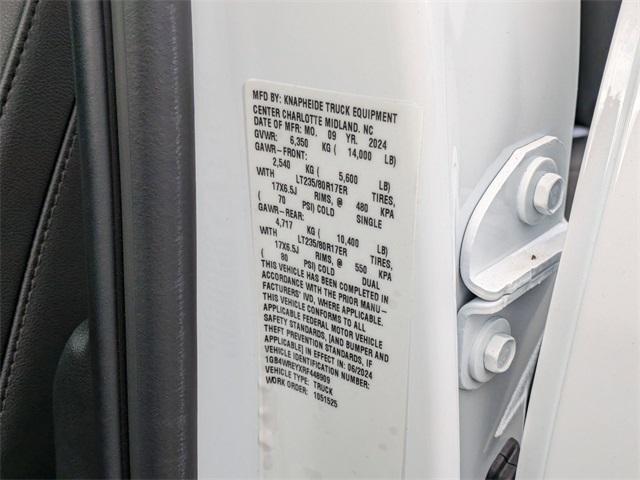 MFD BY: KNAPHEIDE TRUCK EQUIPMENT
CENTER CHARLOTTE MIDLAND, NC
DATE OF MFR: MO. 09 YR. 2024
GVWR: 6,350 KG ( 14,000 LB)
GAWR-FRONT:
2,540 KG ( 5,600 LB)
WITH LT235/80R17ER TIRES,
17X6.5J RIMS, @ 480 KPA
( 70 PSI) COLD SINGLE
GAWR-REAR:
4,717 KG ( 10,400 LB)
WITH LT235/80R17ER TIRES,
17X6.5J RIMS, @ 550 KPA
( 80 PSI) COLD DUAL
THIS VEHICLE HAS BEEN COMPLETED IN
ACCORDANCE WITH THE PRIOR MANU-
FACTURERS' IVD, WHERE APPLICABLE.
THIS VEHICLE CONFORMS TO ALL
APPLICABLE FEDERAL MOTOR VEHICLE
SAFETY STANDARDS, [AND BUMPER AND
THEFT PREVENTION STANDARDS, IF
APPLICABLE] IN EFFECT IN: 06/2024
VEHICLE IDENTIFICATION NUMBER:
1GB4WREYXRF448909
VEHICLE TYPE: TRUCK
WORK ORDER: 1051525